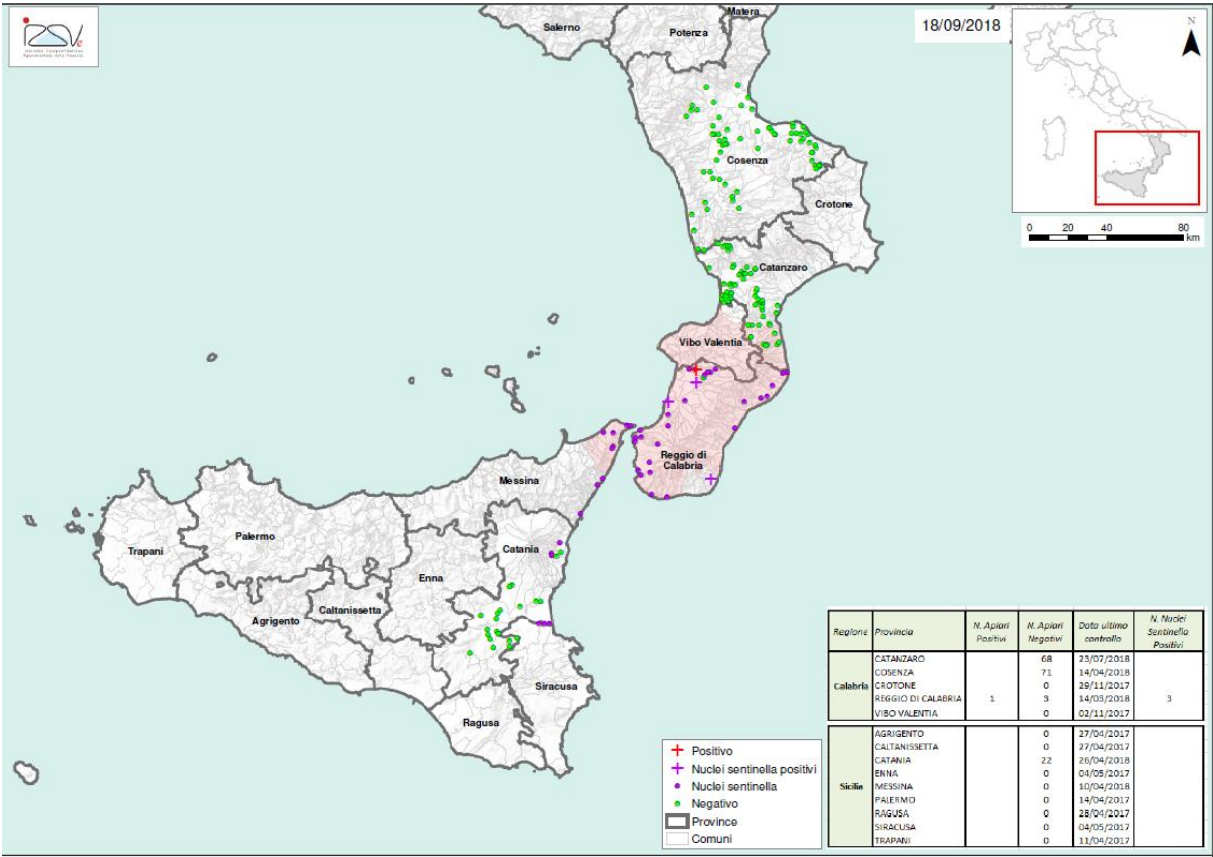 18/09/2018
N
Matera
Salerno
Potenza
Cosenza
Crotone
0 20 40 80
km
Catanzaro
Vibo Valentia
Reggio di
Calabria
Messina
Palermo
Trapani
Catania
Enna
Caltanissetta
Agrigento
Siracusa
Ragusa
Positivo
Nuclei sentinella positivi
Nuclei sentinella
Negativo
Province
Comuni
Regione Provincia N. Apiari Positivi N. Apiari Negativi Data ultimo controllo N. Nuclei Sentinella Positivi
Calabria
CATANZARO 68 23/07/2018
COSENZA 71 14/04/2018
CROTONE 0 29/11/2017
REGGIO DI CALABRIA 1 3 14/03/2018 3
VIBO VALENTIA 0 02/11/2017
Sicilia
AGRIGENTO 0 27/04/2017
CALTANISSETTA 0 27/04/2017
CATANIA 22 26/04/2018
ENNA 0 04/05/2017
MESSINA 0 10/04/2018
PALERMO 0 14/04/2017
RAGUSA 0 28/04/2017
SIRACUSA 0 04/05/2017
TRAPANI 0 11/04/2017